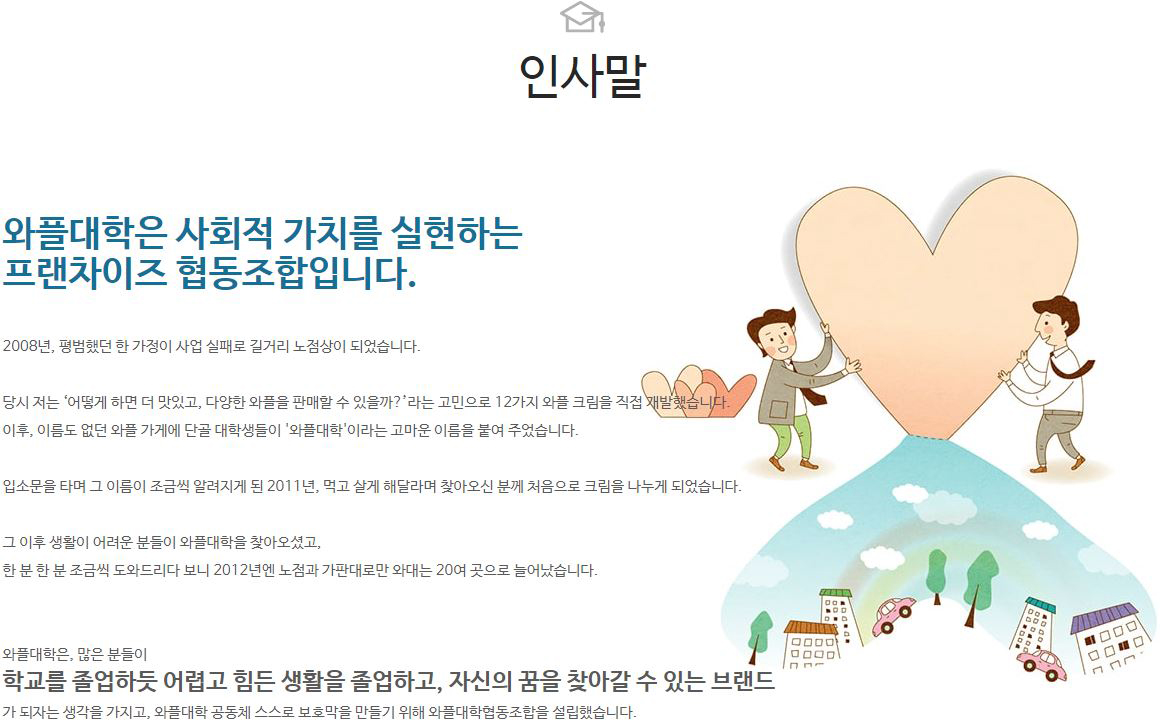 인사말
와플대학은 사회적 가치를 실현하는
프랜차이즈 협동조합입니다.
2008년, 평범했던 한 가정이 사업 실패로 길거리 노점상이 되었습니다.
당시 저는 ‘어떻게 하면 더 맛있고, 다양한 와플을 판매할 수 있을까?’라는 고민으로 12가지 와플 크림을 직접 개발했습니다.
이후, 이름도 없던 와플 가게에 단골 대학생들이 '와플대학'이라는 고마운 이름을 붙여 주었습니다.
입소문을 타며 그 이름이 조금씩 알려지게 된 2011년, 먹고 살게 해달라며 찾아오신 분께 처음으로 크림을 나누게 되었습니다.
그 이후 생활이 어려운 분들이 와플대학을 찾아오셨고,
한 분 한 분 조금씩 도와드리다 보니 2012년엔 노점과 가판대로만 와대는 20여 곳으로 늘어났습니다.
와플대학은, 많은 분들이
학교를 졸업하듯 어렵고 힘든 생활을 졸업하고, 자신의 꿈을 찾아갈 수 있는 브랜드
가 되자는 생각을 가지고, 와플대학 공동체 스스로 보호막을 만들기 위해 와플대학협동조합을 설립했습니다.